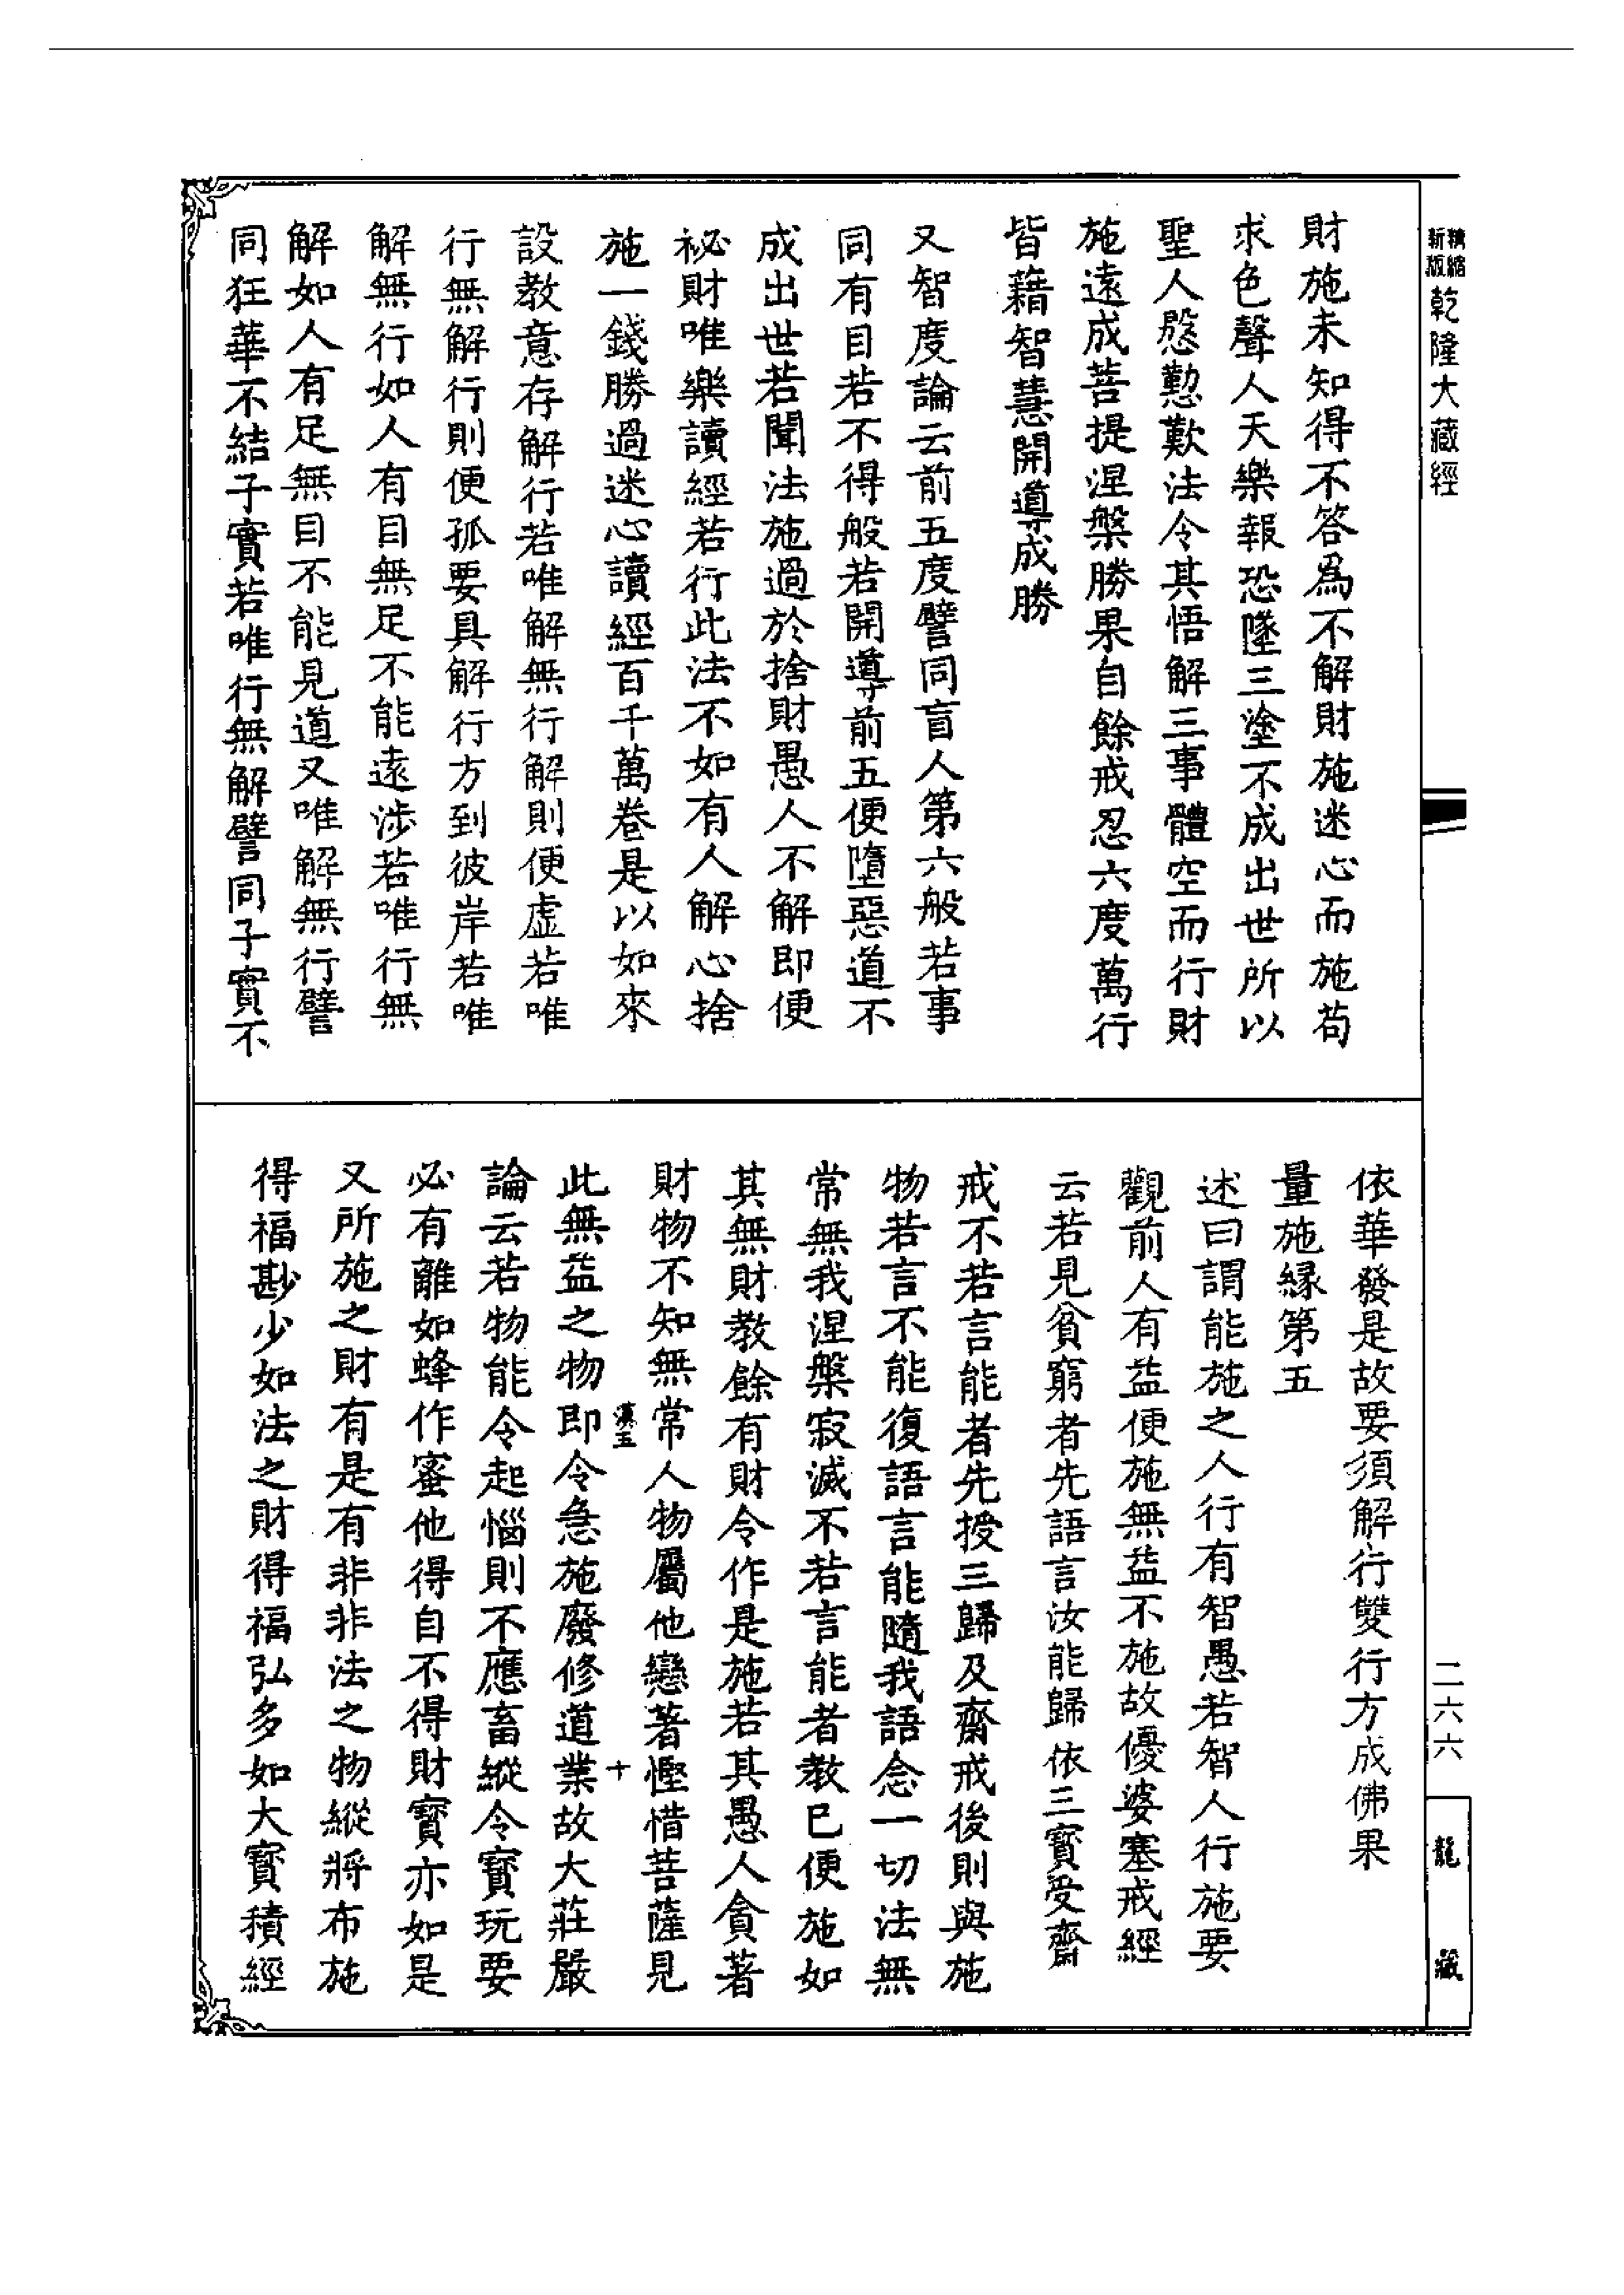 精縮
新版
乾隆大藏經
財施未知得不答為不解財施迷心而施苟
求色聲人天樂報恐墜三塗不成出世所以
聖人慇懃歎法令其悟解三事體空而行財
施遠成菩提涅槃勝果自餘戒忍六度萬行
皆藉智慧開導成勝
又智度論云前五度譬同盲人第六般若事
同有目若不得般若開導前五便墮惡道不
成出世若聞法施過於捨財愚人不解即便
祕財唯樂讀經若行此法不如有人解心捨
施一錢勝過迷心讀經百千萬卷是以如來
設教意存解行若唯解無行解則便虛若唯
行無解行則便孤要具解行方到彼岸若唯
解無行如人有目無足不能遠涉若唯行無
解如人有足無目不能見道又唯解無行譬
同狂華不結子實若唯行無解譬同子實不
依華發是故要須解行雙行方成佛果
量施緣第五
述曰謂能施之人行有智愚若智人行施要
觀前人有益便施無益不施故優婆塞戒經
云若見貧窮者先語言汝能歸依三寶受齋
戒不若言能者先授三歸及齋戒後則與施
物若言不能復語言能隨我語念一切法無
常無我涅槃寂滅不若言能者教已便施如
其無財教餘有財令作是施若其愚人貪著
財物不知無常人物屬他戀著慳惜菩薩見
漢五
十
此無益之物即令急施廢修道業故大莊嚴
論云若物能令起惱則不應畜縱令寶玩要
必有離如蜂作蜜他得自不得財寶亦如是
又所施之財有是有非非法之物縱將布施
得福尠少如法之財得福弘多如大寶積經
二六六
龍藏